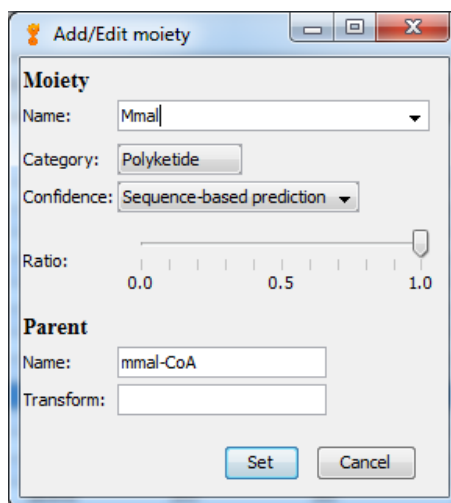 Add/Edit moiety
Moiety
Name: Mmal
Category: Polyketide
Confidence: Sequence-based prediction
Ratio:
0.0 0.5 1.0
Parent
Name: mmal-CoA
Transform:
Set Cancel